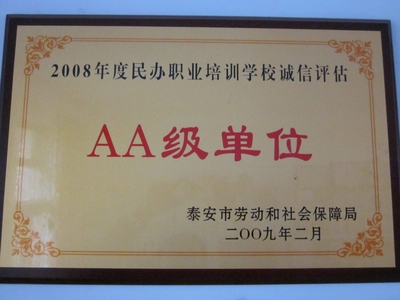 2008年度民办职业培训学校诚信评估
AA级单位
泰安市劳动和社会保障局
二〇〇九年二月